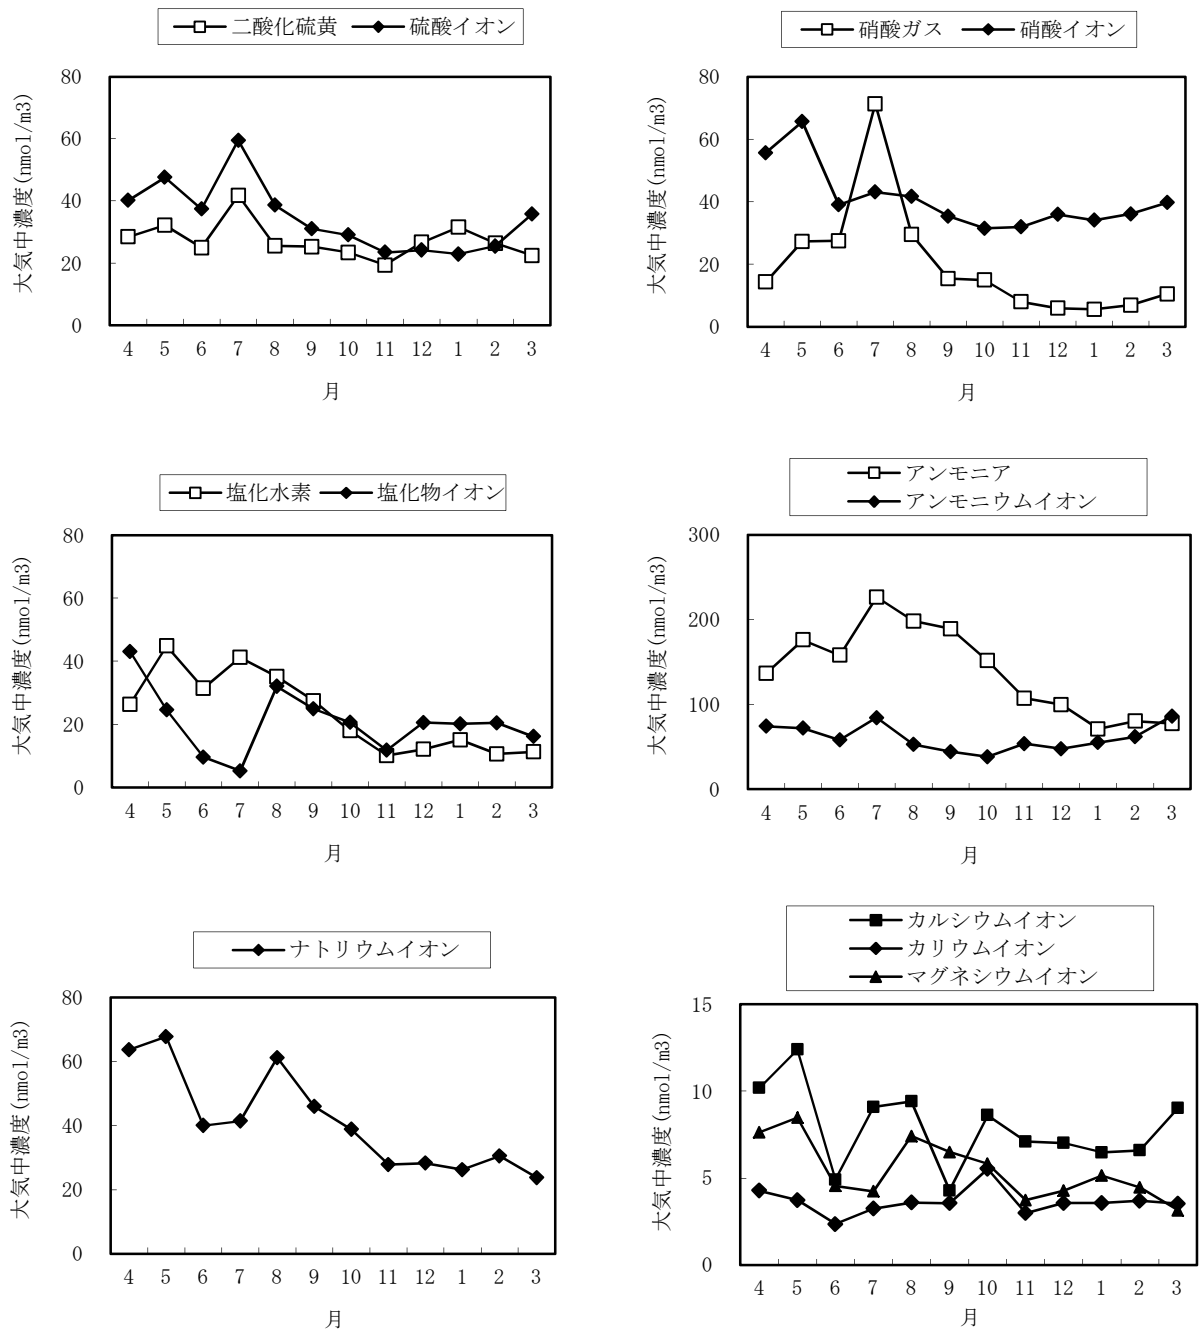 二酸化硫黄 硫酸イオン
大気中濃度(nmol/m3)
80
60
40
20
0
4 5 6 7 8 9 10 11 12 1 2 3
月
硝酸ガス 硝酸イオン
大気中濃度(nmol/m3)
80
60
40
20
0
4 5 6 7 8 9 10 11 12 1 2 3
月
塩化水素 塩化物イオン
大気中濃度(nmol/m3)
80
60
40
20
0
4 5 6 7 8 9 10 11 12 1 2 3
月
アンモニア
アンモニウムイオン
大気中濃度(nmol/m3)
300
200
100
0
4 5 6 7 8 9 10 11 12 1 2 3
月
ナトリウムイオン
大気中濃度(nmol/m3)
80
60
40
20
0
4 5 6 7 8 9 10 11 12 1 2 3
月
カルシウムイオン
カリウムイオン
マグネシウムイオン
大気中濃度(nmol/m3)
15
10
5
0
4 5 6 7 8 9 10 11 12 1 2 3
月